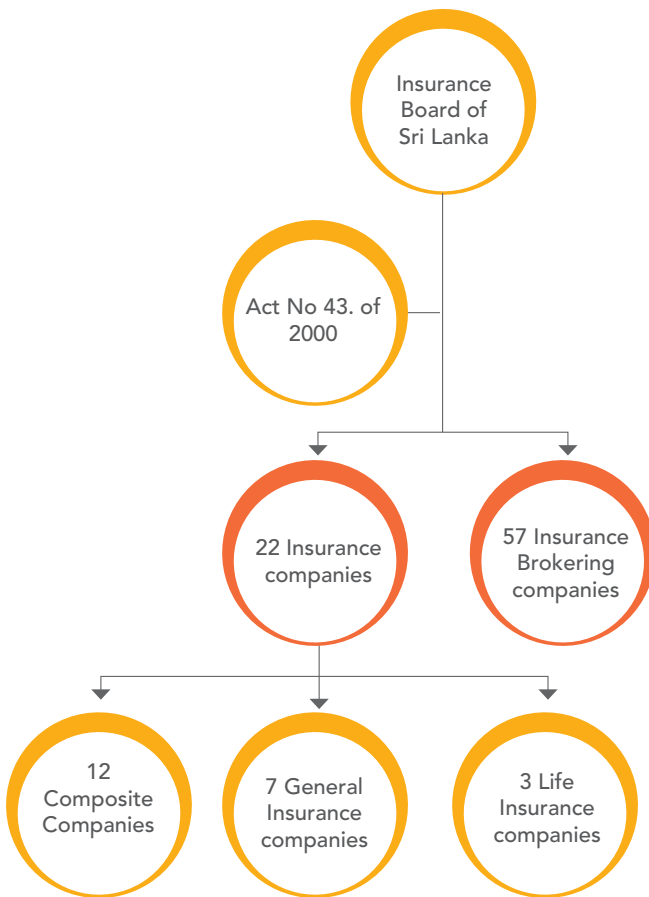 Insurance
Board of
Sri Lanka
Act No 43. of
2000
22 Insurance
companies
57 Insurance
Brokering
companies
12
Composite
Companies
7 General
Insurance
companies
3 Life
Insurance
companies